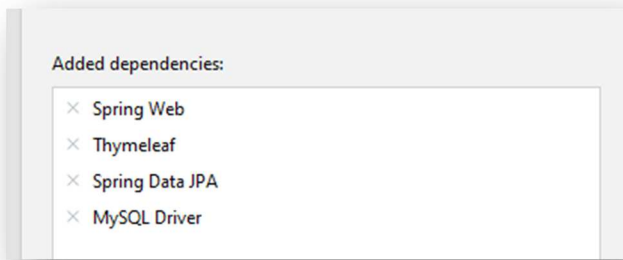 Added dependencies:
Spring Web
Thymeleaf
Spring Data JPA
MySQL Driver